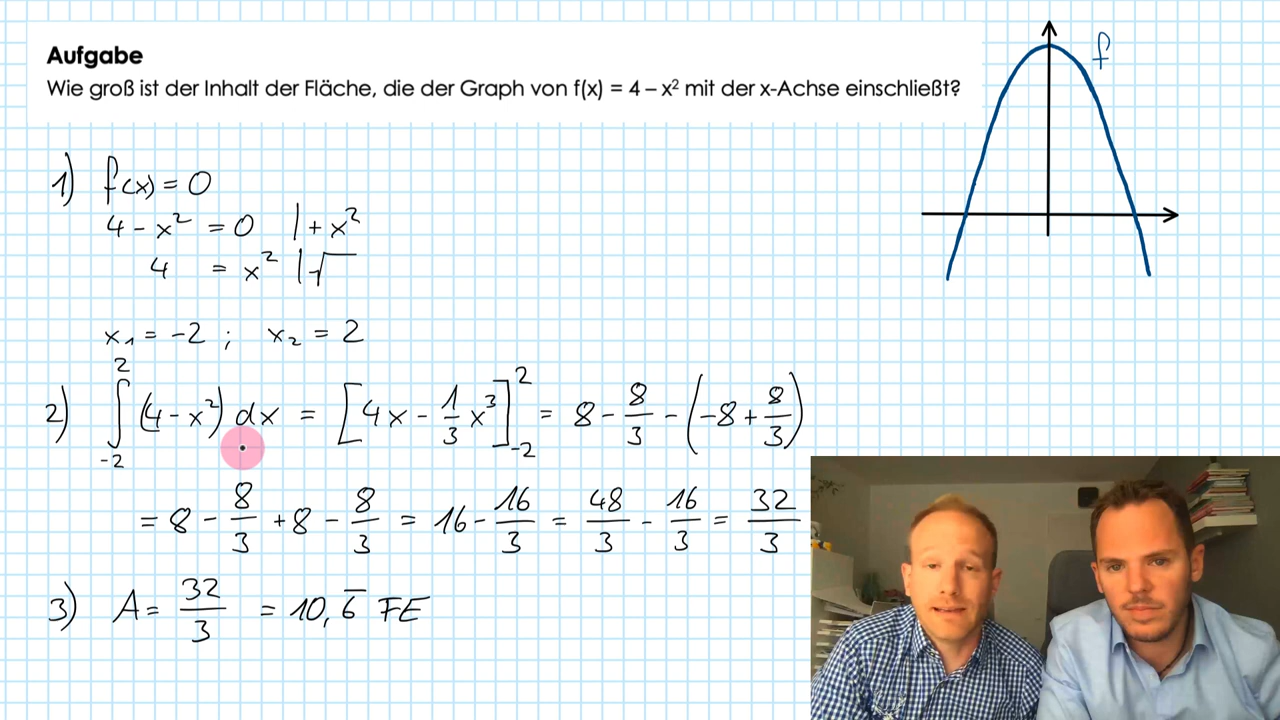 Aufgabe
Wie groß ist der Inhalt der Fläche, die der Graph von f(x) = 4 – x² mit der x-Achse einschließt?
f
1) f(x) = 0
4 - x² = 0 | + x²
4 = x² | √
x₁ = -2 ; x₂ = 2
2) ∫₋₂² (4 - x²) dx = [4x - 1/3 x³]₋₂² = 8 - 8/3 - (-8 + 8/3)
= 8 - 8/3 + 8 - 8/3 = 16 - 16/3 = 48/3 - 16/3 = 32/3
3) A = 32/3 = 10,6̅ FE